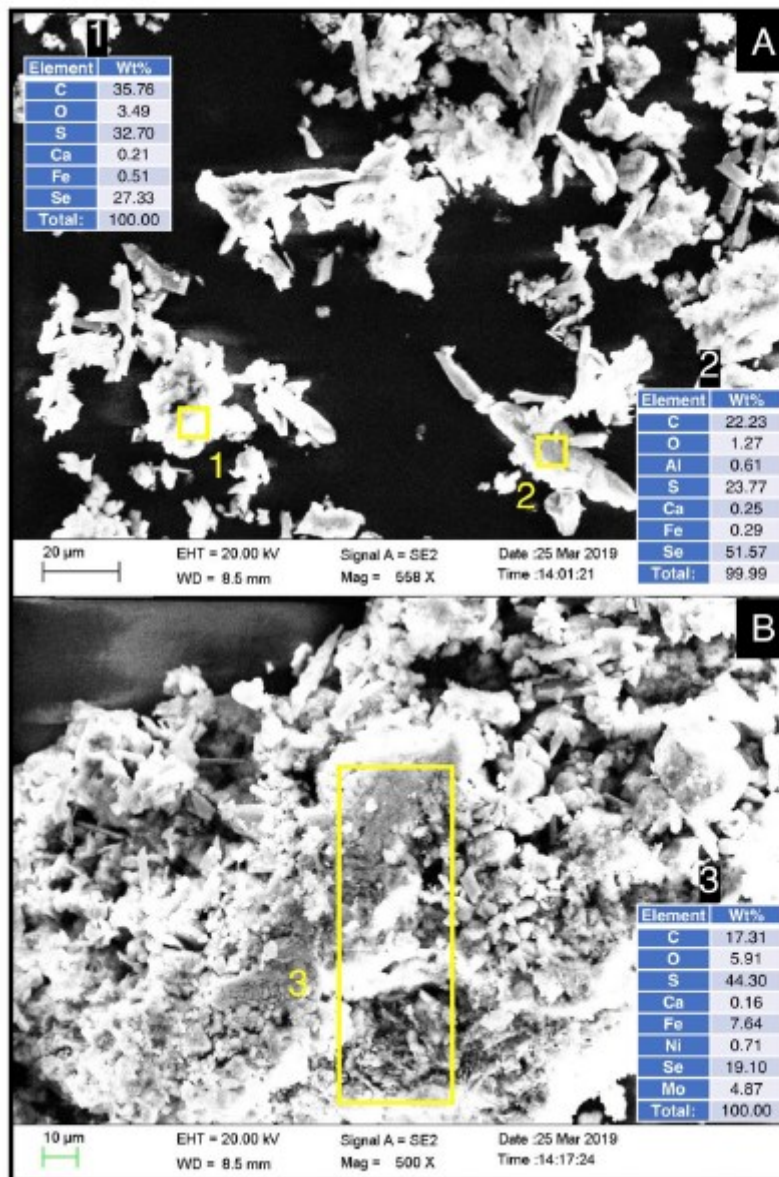 1
A
Element Wt%
C 35.76
O 3.49
S 32.70
Ca 0.21
Fe 0.51
Se 27.33
Total: 100.00
2
Element Wt%
C 22.23
O 1.27
Al 0.61
S 23.77
Ca 0.25
Fe 0.29
Se 51.57
Total: 99.99
1
2
20 µm
EHT = 20.00 kV
Signal A = SE2
Date :25 Mar 2019
WD = 8.5 mm
Mag = 558 X
Time :14:01:21
B
3
Element Wt%
C 17.31
O 5.91
S 44.30
Ca 0.16
Fe 7.64
Ni 0.71
Se 19.10
Mo 4.87
Total: 100.00
3
10 µm
EHT = 20.00 kV
Signal A = SE2
Date :25 Mar 2019
WD = 8.5 mm
Mag = 500 X
Time :14:17:24